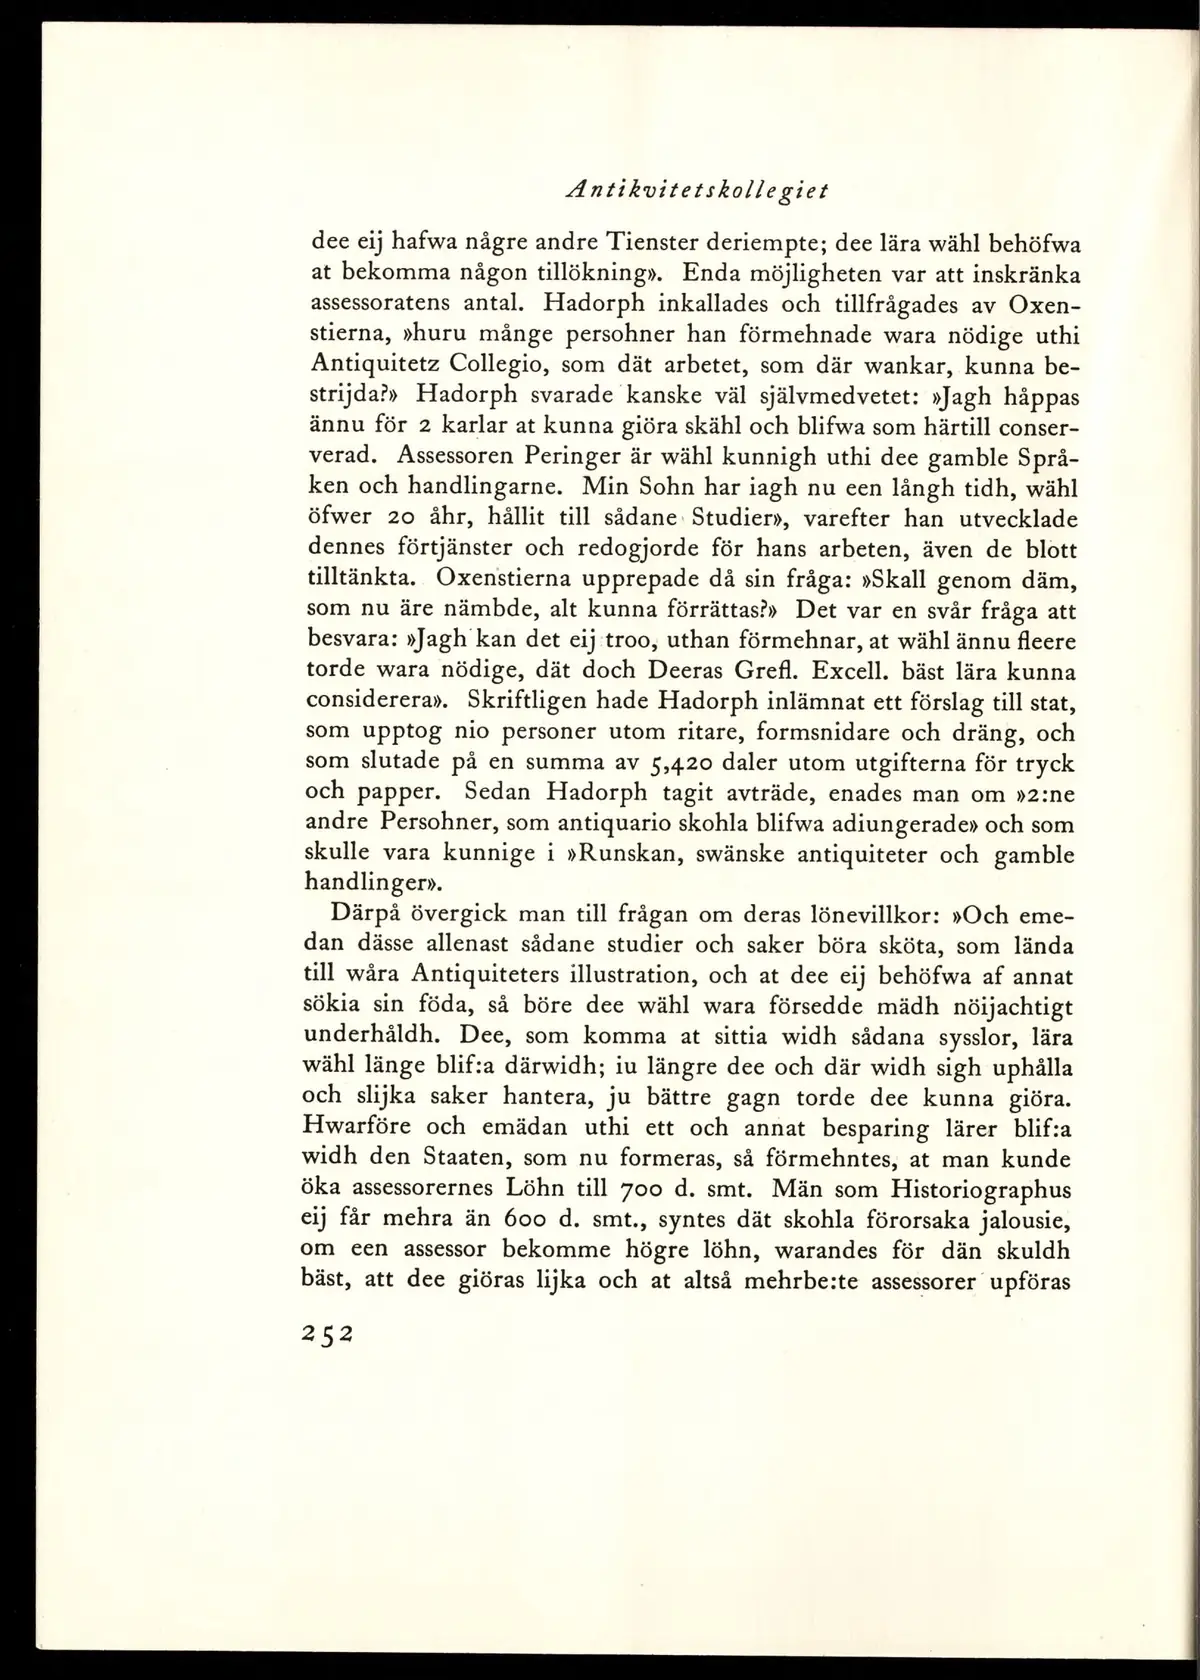 Antikvitetskollegiet
dee eij hafwa någre andre Tienster deriempte; dee lära wähl behöfwa
at bekomma någon tillökning». Enda möjligheten var att inskränka
assessoratens antal. Hadorph inkallades och tillfrågades av Oxen-
stierna, »huru månge persohner han förmehnade wara nödige uthi
Antiquitetz Collegio, som dät arbetet, som där wankar, kunna be-
strijda?» Hadorph svarade kanske väl självmedvetet: »Jagh håppas
ännu för 2 karlar at kunna giöra skähl och blifwa som härtill conser-
verad. Assessoren Peringer är wähl kunnigh uthi dee gamble Språ-
ken och handlingarne. Min Sohn har iagh nu een långh tidh, wähl
öfwer 20 åhr, hållit till sådane Studier», varefter han utvecklade
dennes förtjänster och redogjorde för hans arbeten, även de blott
tilltänkta. Oxenstierna upprepade då sin fråga: »Skall genom däm,
som nu äre nämbde, alt kunna förrättas?» Det var en svår fråga att
besvara: »Jagh kan det eij troo, uthan förmehnar, at wähl ännu fleere
torde wara nödige, dät doch Deeras Grefl. Excell. bäst lära kunna
considerera». Skriftligen hade Hadorph inlämnat ett förslag till stat,
som upptog nio personer utom ritare, formsnidare och dräng, och
som slutade på en summa av 5,420 daler utom utgifterna för tryck
och papper. Sedan Hadorph tagit avträde, enades man om »2:ne
andre Persohner, som antiquario skohla blifwa adiungerade» och som
skulle vara kunnige i »Runskan, swänske antiquiteter och gamble
handlinger».
Därpå övergick man till frågan om deras lönevillkor: »Och eme-
dan dässe allenast sådane studier och saker böra sköta, som lända
till wåra Antiquiteters illustration, och at dee eij behöfwa af annat
sökia sin föda, så böre dee wähl wara försedde mädh nöijachtigt
underhåldh. Dee, som komma at sittia widh sådana sysslor, lära
wähl länge blif:a därwidh; iu längre dee och där widh sigh uphålla
och slijka saker hantera, ju bättre gagn torde dee kunna giöra.
Hwarföre och emädan uthi ett och annat besparing lärer blif:a
widh den Staaten, som nu formeras, så förmehntes, at man kunde
öka assessorernes Löhn till 700 d. smt. Män som Historiographus
eij får mehra än 600 d. smt., syntes dät skohla förorsaka jalousie,
om een assessor bekomme högre löhn, warandes för dän skuldh
bäst, att dee giöras lijka och at altså mehrbe:te assessorer upföras
252